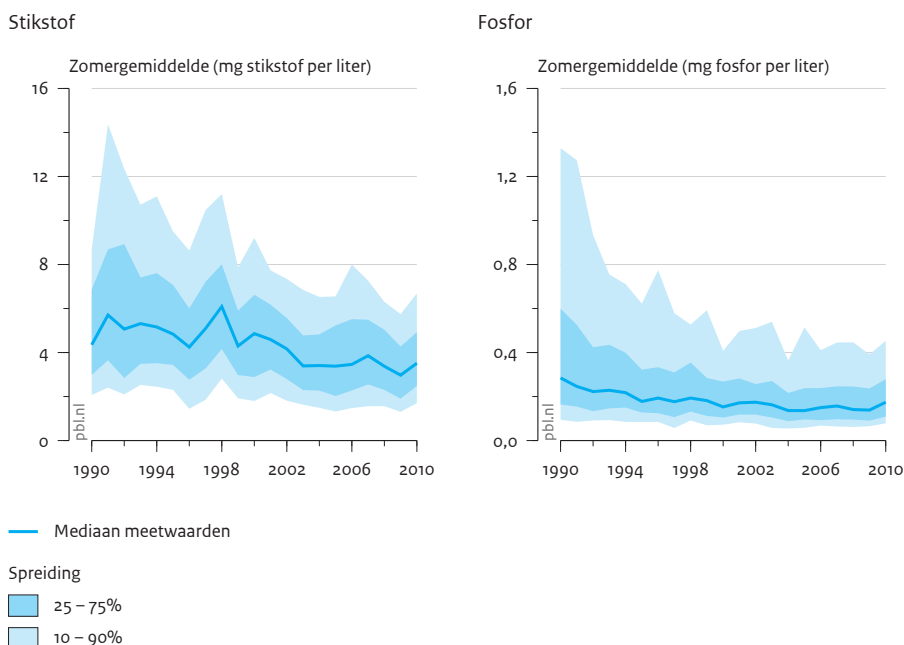 Stikstof
Zomergemiddelde (mg stikstof per liter)
16
12
8
4
0
pbl.nl
1990 1994 1998 2002 2006 2010
Fosfor
Zomergemiddelde (mg fosfor per liter)
1,6
1,2
0,8
0,4
0,0
pbl.nl
1990 1994 1998 2002 2006 2010
Mediaan meetwaarden
Spreiding
25 – 75%
10 – 90%